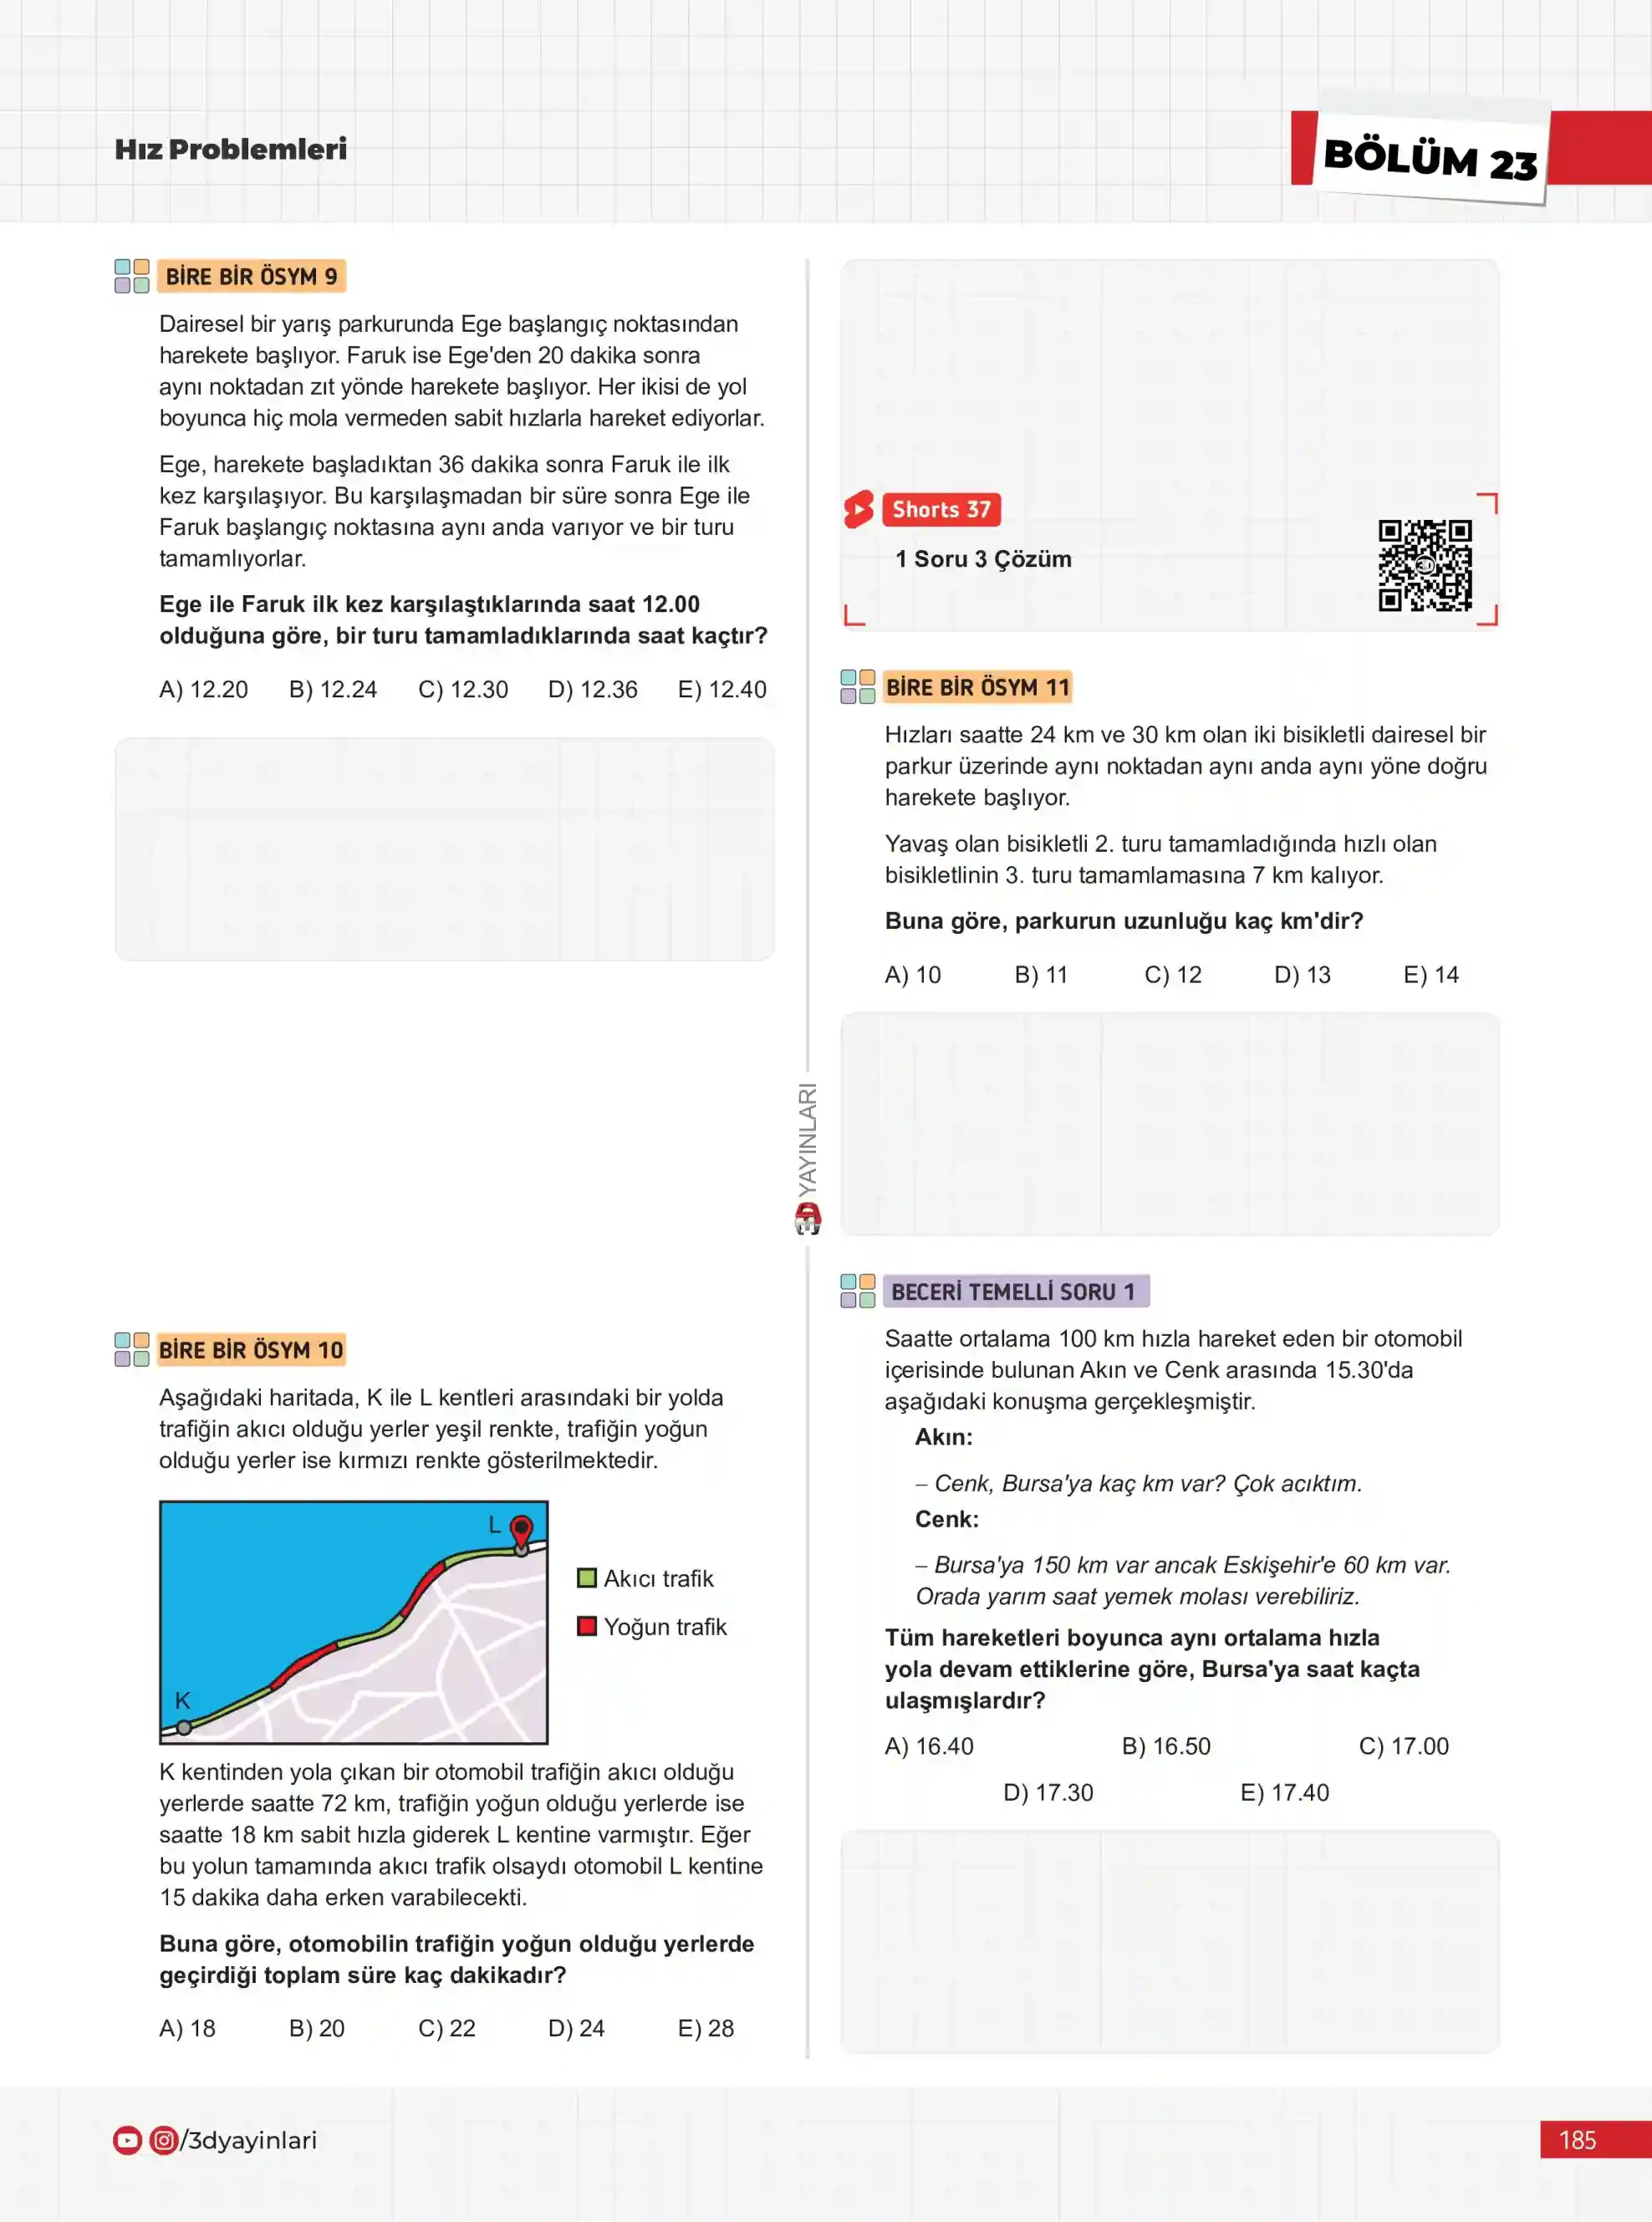 Hız Problemleri
BÖLÜM 23
BİRE BİR ÖSYM 9
Dairesel bir yarış parkurunda Ege başlangıç noktasından
harekete başlıyor. Faruk ise Ege'den 20 dakika sonra
aynı noktadan zıt yönde harekete başlıyor. Her ikisi de yol
boyunca hiç mola vermeden sabit hızlarla hareket ediyorlar.
Ege, harekete başladıktan 36 dakika sonra Faruk ile ilk
kez karşılaşıyor. Bu karşılaşmadan bir süre sonra Ege ile
Faruk başlangıç noktasına aynı anda varıyor ve bir turu
tamamlıyorlar.
Ege ile Faruk ilk kez karşılaştıklarında saat 12.00
olduğuna göre, bir turu tamamladıklarında saat kaçtır?
A) 12.20 B) 12.24 C) 12.30 D) 12.36 E) 12.40
BİRE BİR ÖSYM 10
Aşağıdaki haritada, K ile L kentleri arasındaki bir yolda
trafiğin akıcı olduğu yerler yeşil renkte, trafiğin yoğun
olduğu yerler ise kırmızı renkte gösterilmektedir.
L
K
Akıcı trafik
Yoğun trafik
K kentinden yola çıkan bir otomobil trafiğin akıcı olduğu
yerlerde saatte 72 km, trafiğin yoğun olduğu yerlerde ise
saatte 18 km sabit hızla giderek L kentine varmıştır. Eğer
bu yolun tamamında akıcı trafik olsaydı otomobil L kentine
15 dakika daha erken varabilecekti.
Buna göre, otomobilin trafiğin yoğun olduğu yerlerde
geçirdiği toplam süre kaç dakikadır?
A) 18 B) 20 C) 22 D) 24 E) 28
YAYINLARI
Shorts 37
1 Soru 3 Çözüm
3D
BİRE BİR ÖSYM 11
Hızları saatte 24 km ve 30 km olan iki bisikletli dairesel bir
parkur üzerinde aynı noktadan aynı anda aynı yöne doğru
harekete başlıyor.
Yavaş olan bisikletli 2. turu tamamladığında hızlı olan
bisikletlinin 3. turu tamamlamasına 7 km kalıyor.
Buna göre, parkurun uzunluğu kaç km'dir?
A) 10 B) 11 C) 12 D) 13 E) 14
BECERİ TEMELLİ SORU 1
Saatte ortalama 100 km hızla hareket eden bir otomobil
içerisinde bulunan Akın ve Cenk arasında 15.30'da
aşağıdaki konuşma gerçekleşmiştir.
Akın:
– Cenk, Bursa'ya kaç km var? Çok acıktım.
Cenk:
– Bursa'ya 150 km var ancak Eskişehir'e 60 km var.
Orada yarım saat yemek molası verebiliriz.
Tüm hareketleri boyunca aynı ortalama hızla
yola devam ettiklerine göre, Bursa'ya saat kaçta
ulaşmışlardır?
A) 16.40 B) 16.50 C) 17.00
D) 17.30 E) 17.40
/3dyayinlari
185